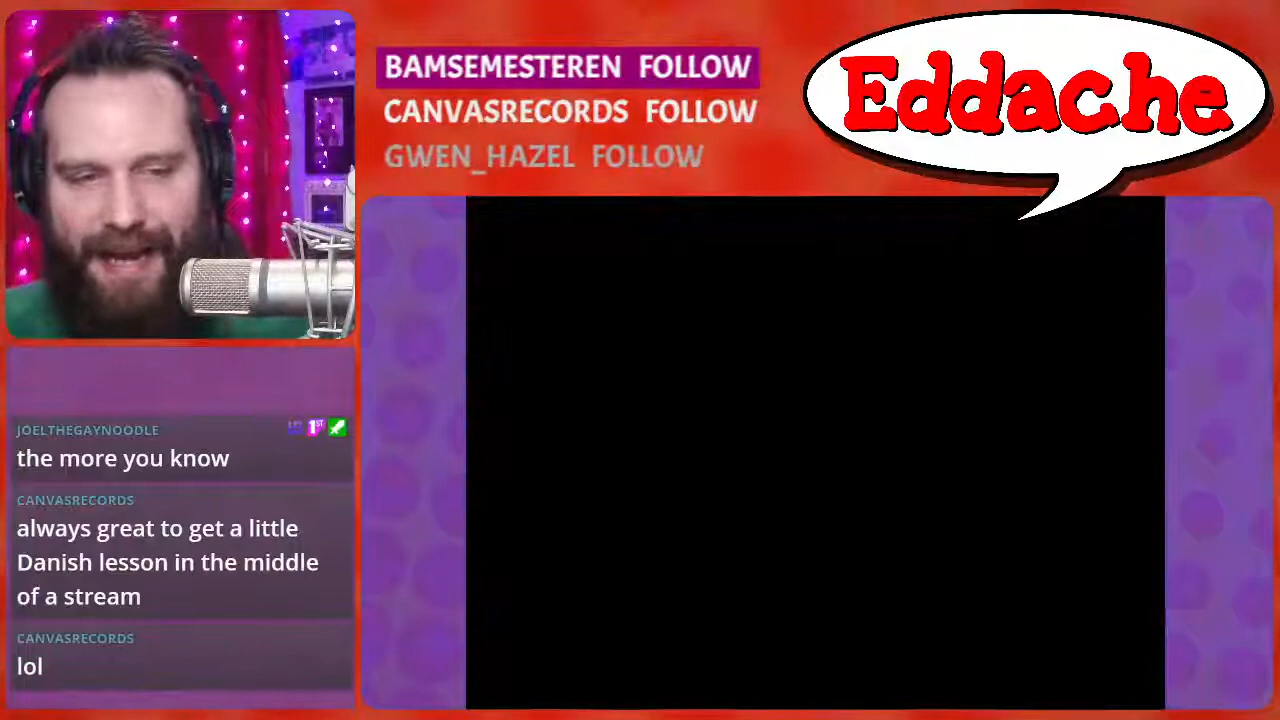 BAMSEMESTEREN FOLLOW
CANVASRECORDS FOLLOW
GWEN_HAZEL FOLLOW
Eddache
JOELTHEGAYNOODLE
the more you know
CANVASRECORDS
always great to get a little
Danish lesson in the middle
of a stream
CANVASRECORDS
lol